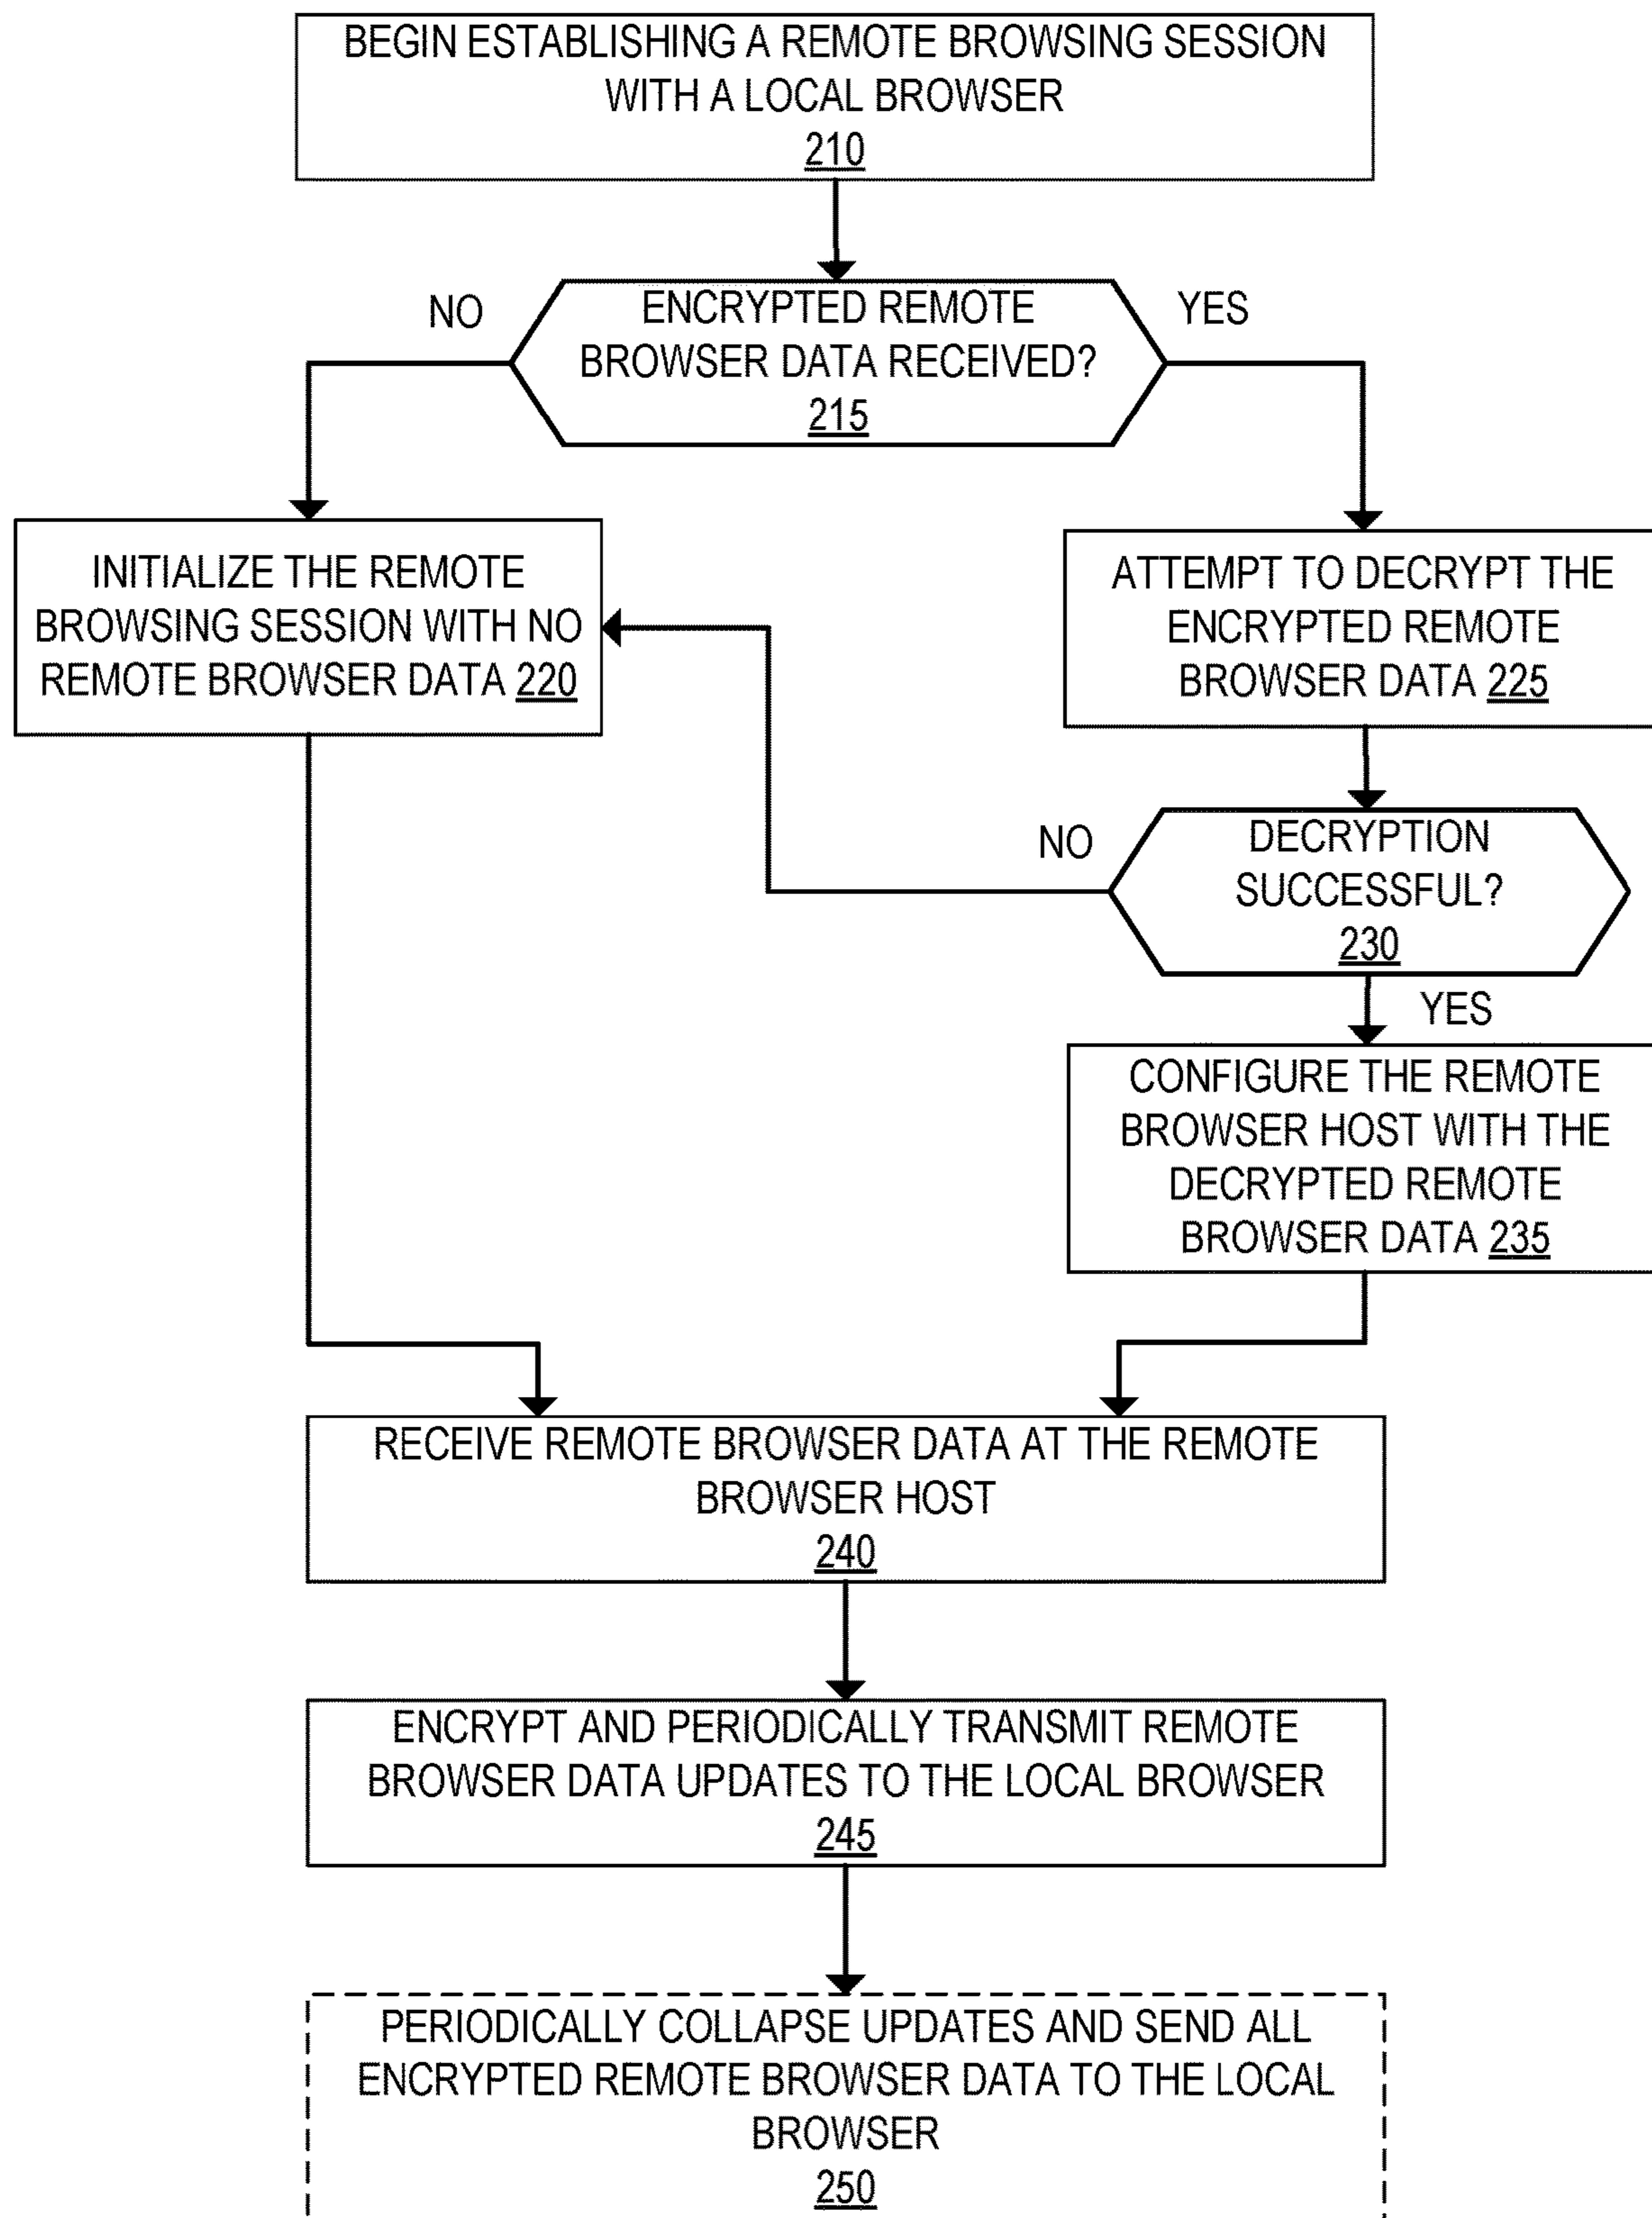 BEGIN ESTABLISHING A REMOTE BROWSING SESSION
WITH A LOCAL BROWSER
210
NO
ENCRYPTED REMOTE
BROWSER DATA RECEIVED?
215
YES
INITIALIZE THE REMOTE
BROWSING SESSION WITH NO
REMOTE BROWSER DATA 220
ATTEMPT TO DECRYPT THE
ENCRYPTED REMOTE
BROWSER DATA 225
NO
DECRYPTION
SUCCESSFUL?
230
YES
CONFIGURE THE REMOTE
BROWSER HOST WITH THE
DECRYPTED REMOTE
BROWSER DATA 235
RECEIVE REMOTE BROWSER DATA AT THE REMOTE
BROWSER HOST
240
ENCRYPT AND PERIODICALLY TRANSMIT REMOTE
BROWSER DATA UPDATES TO THE LOCAL BROWSER
245
PERIODICALLY COLLAPSE UPDATES AND SEND ALL
ENCRYPTED REMOTE BROWSER DATA TO THE LOCAL
BROWSER
250